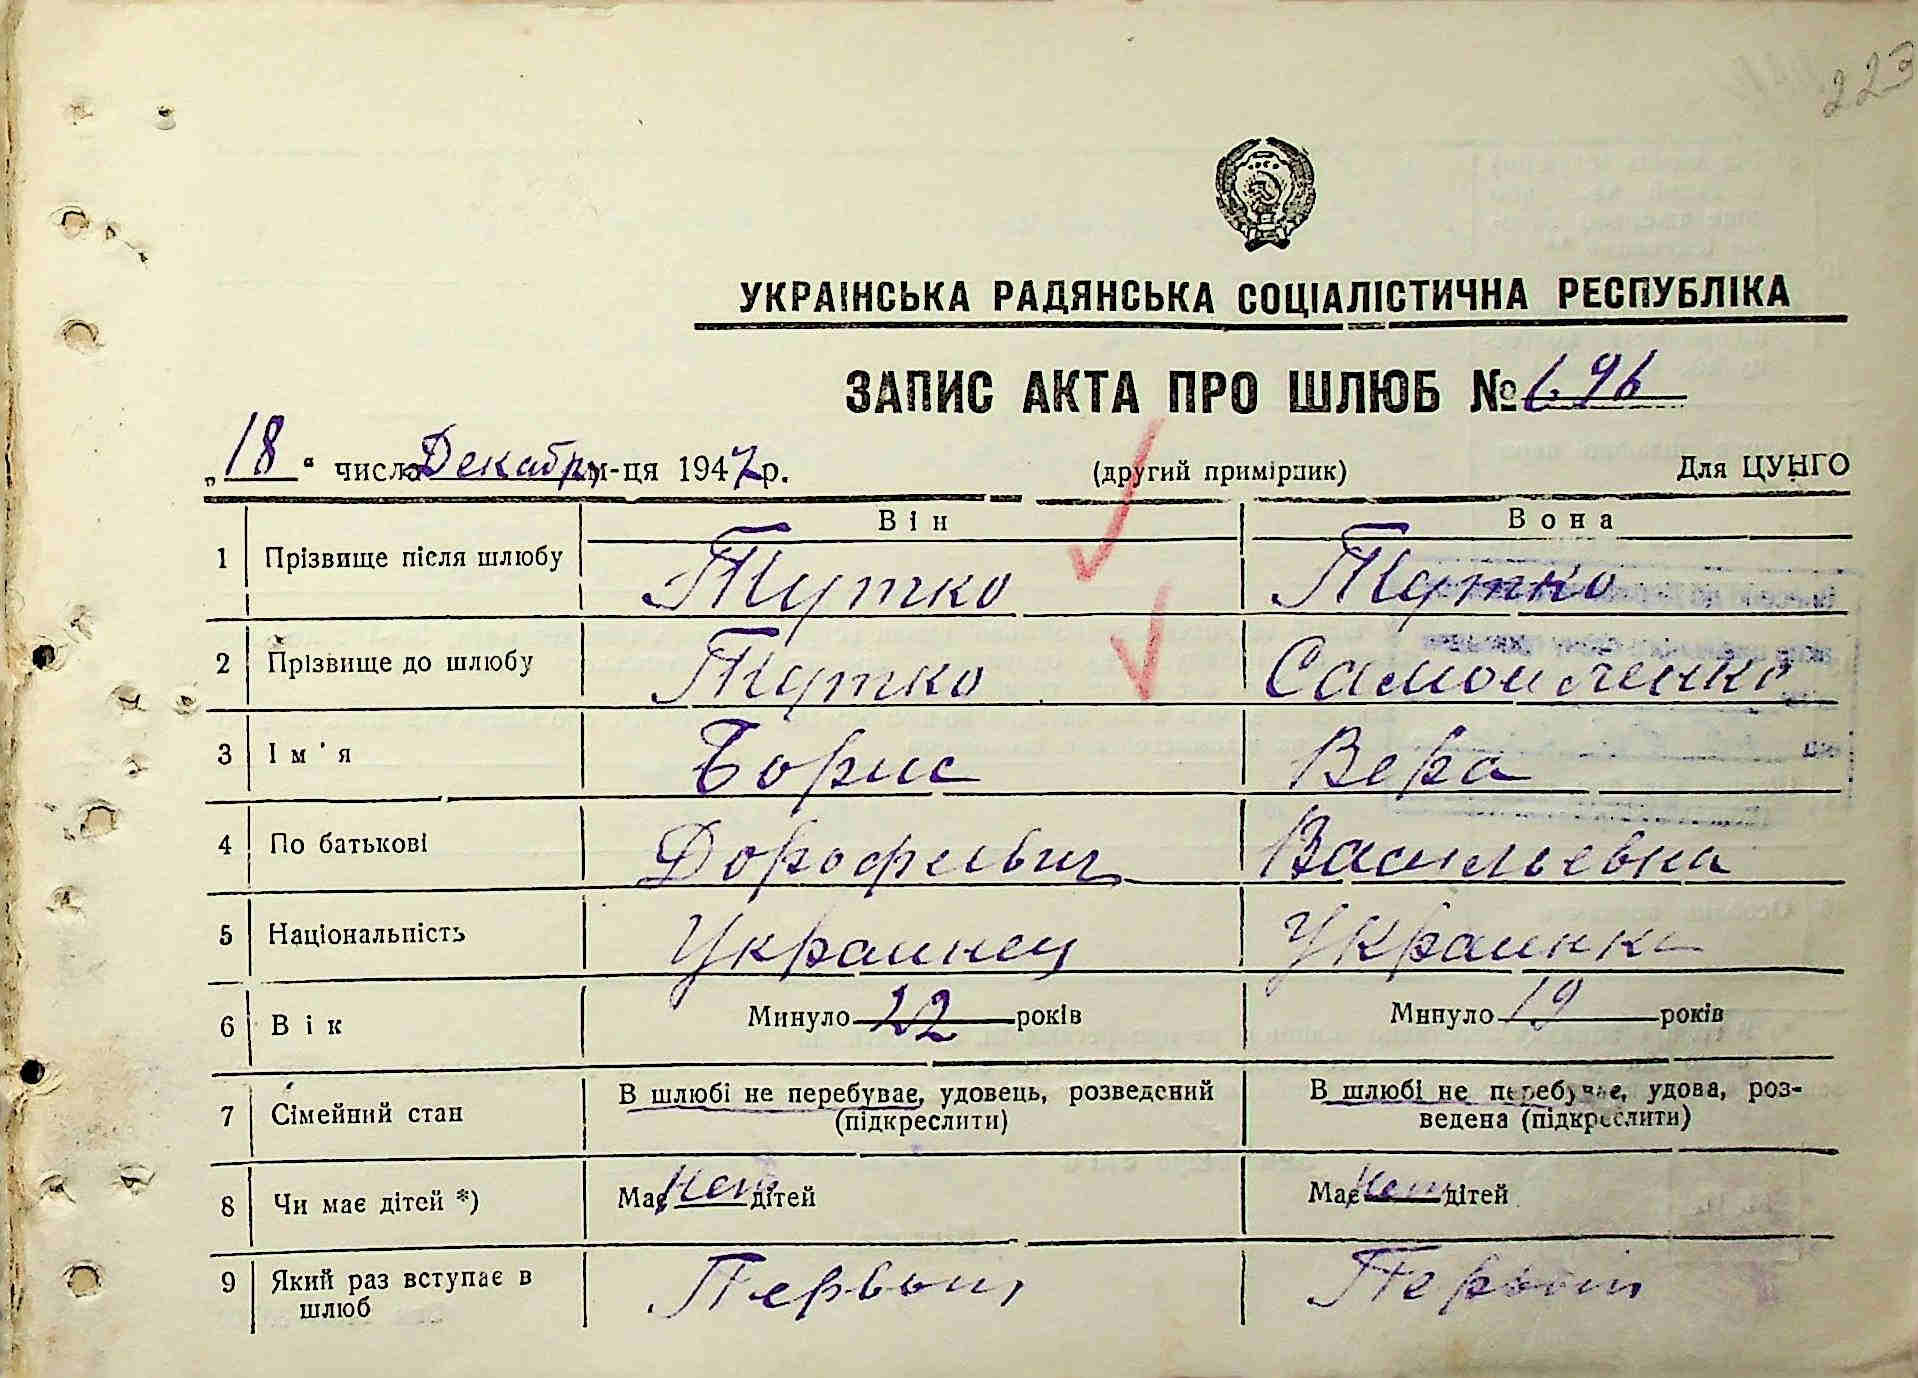 223
УКРАЇНСЬКА РАДЯНСЬКА СОЦІАЛІСТИЧНА РЕСПУБЛІКА
ЗАПИС АКТА ПРО ШЛЮБ № 696
„18“ числа Декабря м-ця 1947 р. (другий примірник) Для ЦУНГО
Він Вона
1 Прізвище після шлюбу Тутко Тутко
2 Прізвище до шлюбу Тутко Самойленко
3 Ім'я Борис Вера
4 По батькові Дорофеевич Васильевна
5 Національність Украинец Украинка
6 Вік Минуло 22 років Минуло 19 років
7 Сімейний стан В шлюбі не перебуває, удовець, розведений В шлюбі не перебуває, удова, роз-
(підкреслити) ведена (підкреслити)
8 Чи має дітей *) Має нет дітей Має нет дітей
9 Який раз вступає в Первый Первый
шлюб